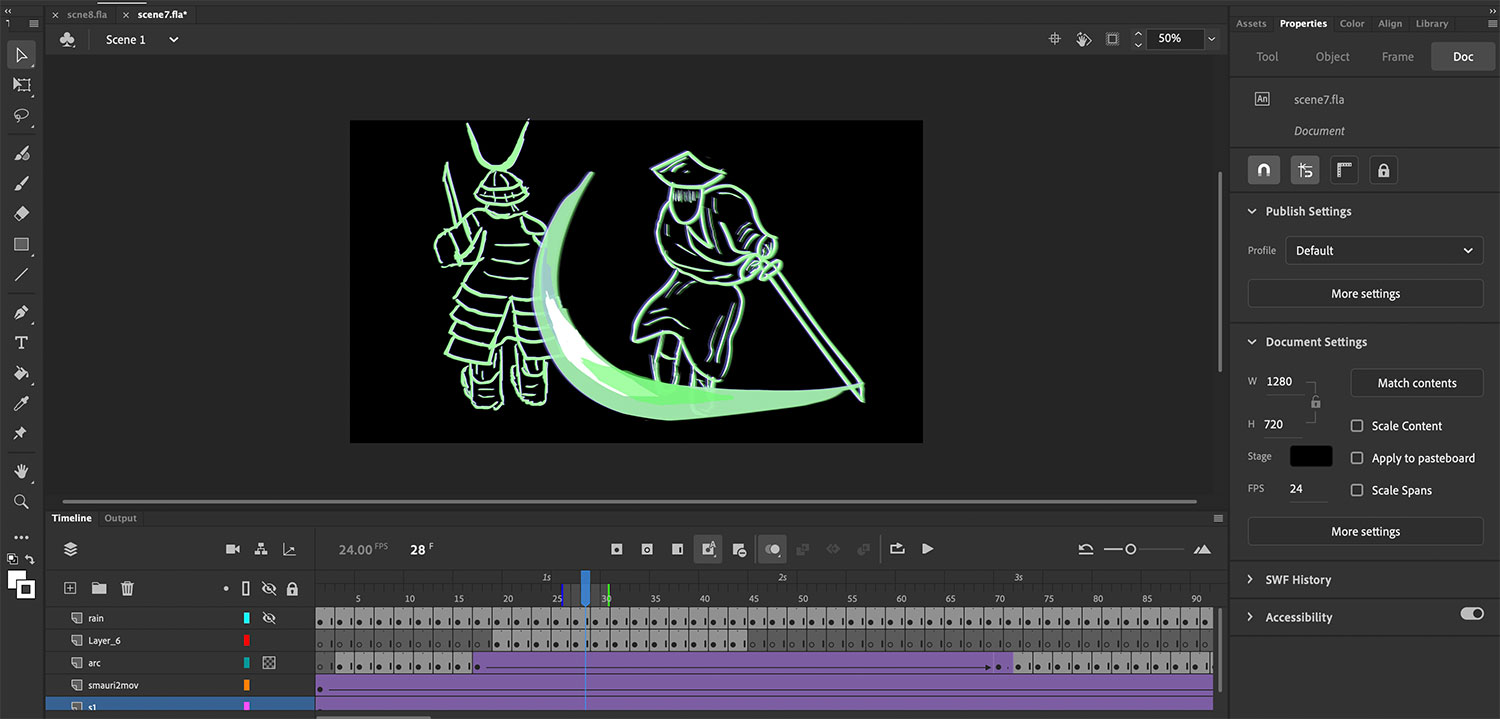 scne8.fla
scene7.fla*
Scene 1
50%
Assets Properties Color Align Library
Tool Object Frame Doc
An
scene7.fla
Document
Publish Settings
Profile Default
More settings
Document Settings
W 1280
Match contents
H 720
Scale Content
Stage
Apply to pasteboard
FPS 24
Scale Spans
More settings
SWF History
Accessibility
Timeline Output
24.00 FPS 28 F
1s 2s 3s
5 10 15 20 25 30 35 40 45 50 55 60 65 70 75 80 85 90
rain
Layer_6
arc
smauri2mov
s1